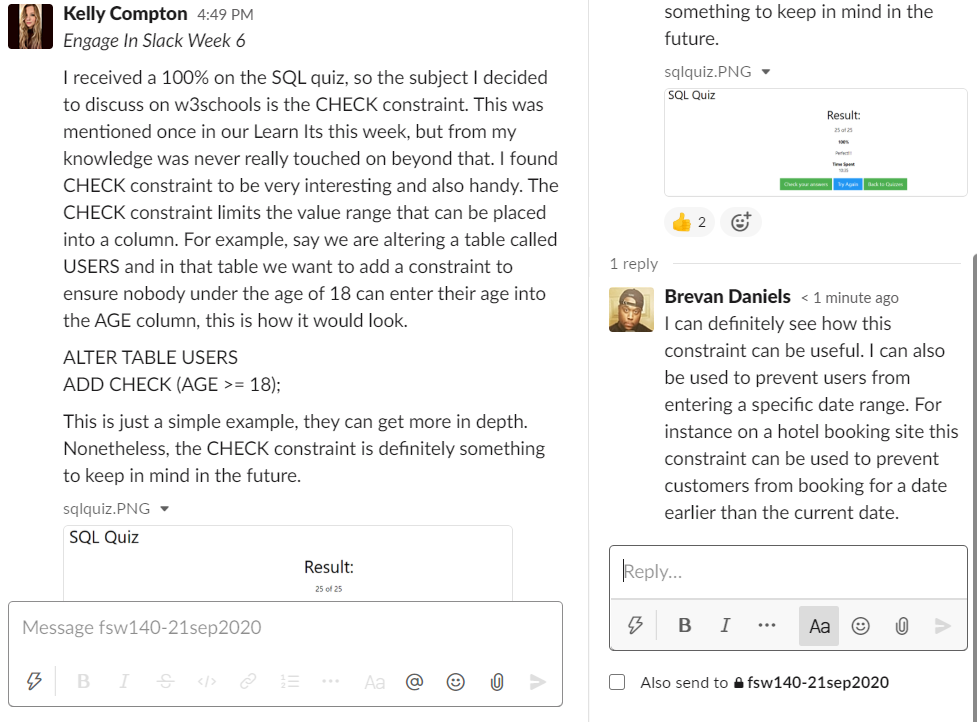 Kelly Compton 4:49 PM
Engage In Slack Week 6
I received a 100% on the SQL quiz, so the subject I decided
to discuss on w3schools is the CHECK constraint. This was
mentioned once in our Learn Its this week, but from my
knowledge was never really touched on beyond that. I found
CHECK constraint to be very interesting and also handy. The
CHECK constraint limits the value range that can be placed
into a column. For example, say we are altering a table called
USERS and in that table we want to add a constraint to
ensure nobody under the age of 18 can enter their age into
the AGE column, this is how it would look.
ALTER TABLE USERS
ADD CHECK (AGE >= 18);
This is just a simple example, they can get more in depth.
Nonetheless, the CHECK constraint is definitely something
to keep in mind in the future.
sqlquiz.PNG
SQL Quiz
Result:
25 of 25
Message fsw140-21sep2020
B I S </> Aa @
something to keep in mind in the
future.
sqlquiz.PNG
SQL Quiz
Result:
25 of 25
100%
Perfect!!
Time Spent
Check your answers Try Again Back to Quizzes
2
1 reply
Brevan Daniels < 1 minute ago
I can definitely see how this
constraint can be useful. I can also
be used to prevent users from
entering a specific date range. For
instance on a hotel booking site this
constraint can be used to prevent
customers from booking for a date
earlier than the current date.
Reply...
B I Aa
Also send to fsw140-21sep2020